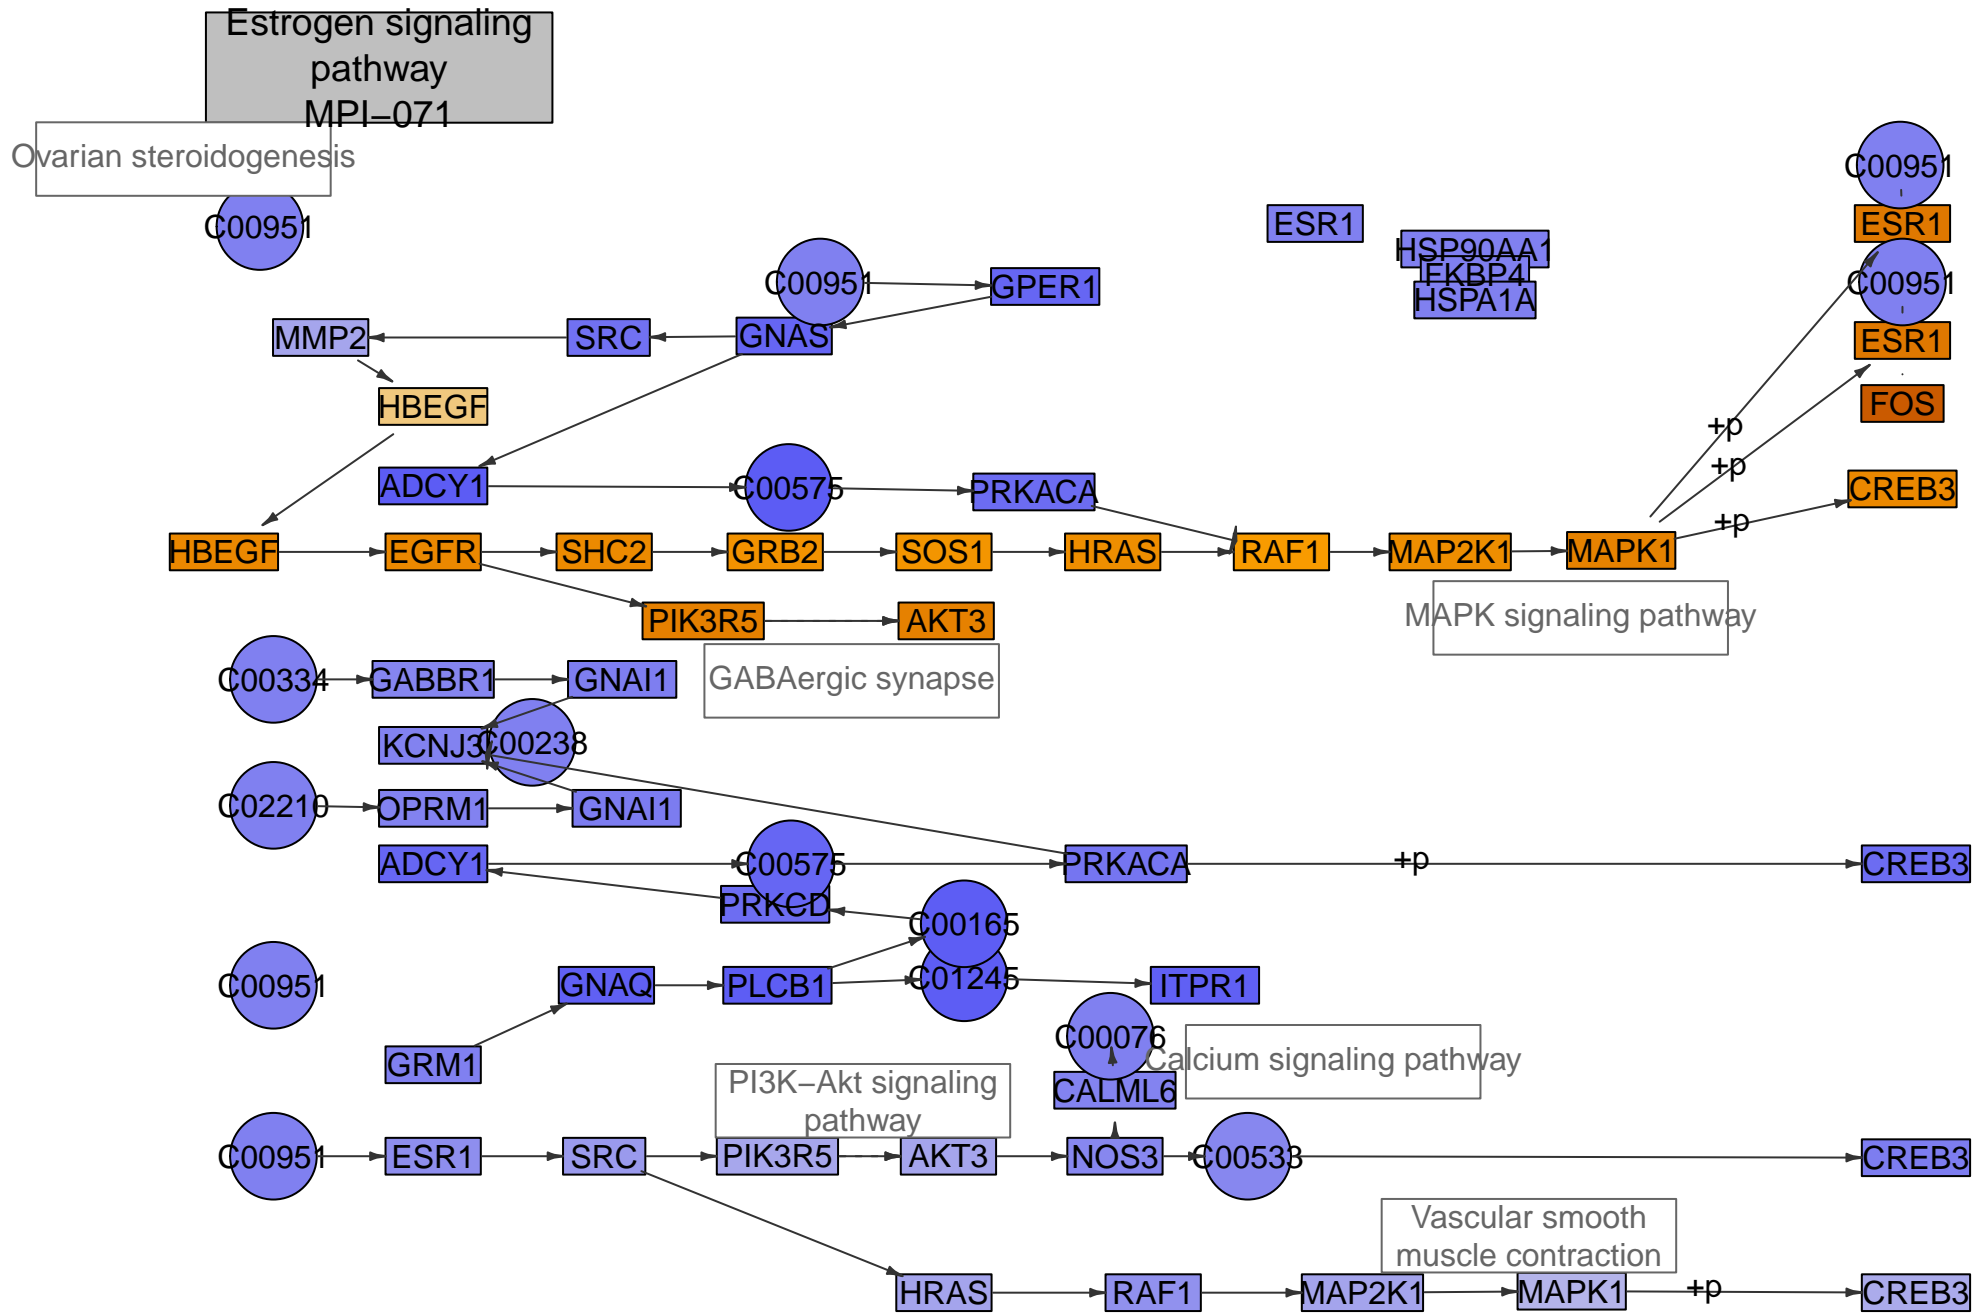 Estrogen signaling
pathway
MPI−071
Ovarian steroidogenesis
C00951
C00951
ESR1
ESR1
C00951
HSP90AA1
FKBP4
HSPA1A
C00951
GPER1
C00951
MMP2
SRC
GNAS
ESR1
HBEGF
FOS
+p
+p
ADCY1
C00575
PRKACA
CREB3
+p
HBEGF
EGFR
SHC2
GRB2
SOS1
HRAS
RAF1
MAP2K1
MAPK1
PIK3R5
AKT3
MAPK signaling pathway
C00334
GABBR1
GNAI1
GABAergic synapse
KCNJ3
C00238
C02210
OPRM1
GNAI1
ADCY1
C00575
PRKACA
+p
CREB3
PRKCD
C00165
C00951
GNAQ
PLCB1
C01245
ITPR1
C00076
Calcium signaling pathway
GRM1
CALML6
PI3K−Akt signaling
pathway
C00951
ESR1
SRC
PIK3R5
AKT3
NOS3
C00533
CREB3
Vascular smooth
muscle contraction
HRAS
RAF1
MAP2K1
MAPK1
+p
CREB3